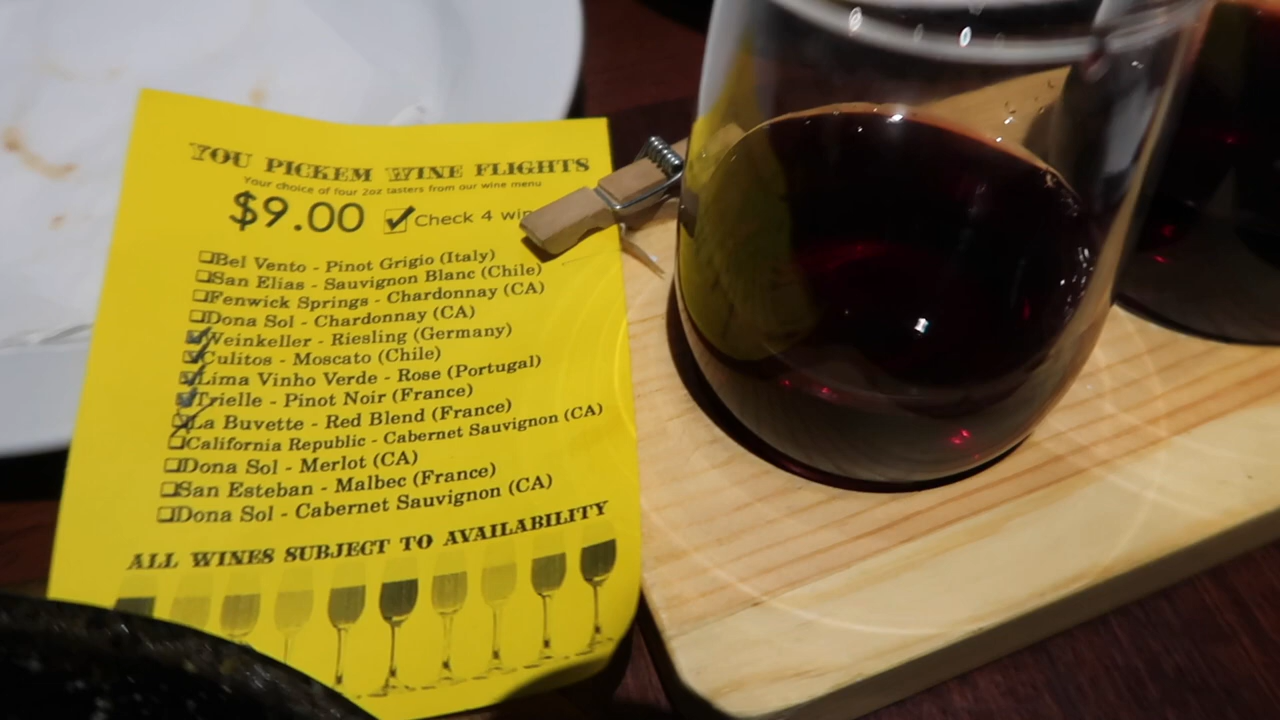 YOU PICKEM WINE FLIGHTS
Your choice of four 2oz tasters from our wine menu
$9.00 Check 4
Bel Vento - Pinot Grigio (Italy)
San Elias - Sauvignon Blanc (Chile)
Fenwick Springs - Chardonnay (CA)
Dona Sol - Chardonnay (CA)
Weinkeller - Riesling (Germany)
Culitos - Moscato (Chile)
Lima Vinho Verde - Rose (Portugal)
Trielle - Pinot Noir (France)
La Buvette - Red Blend (France)
California Republic - Cabernet Sauvignon (CA)
Dona Sol - Merlot (CA)
San Esteban - Malbec (France)
Dona Sol - Cabernet Sauvignon (CA)
ALL WINES SUBJECT TO AVAILABILITY